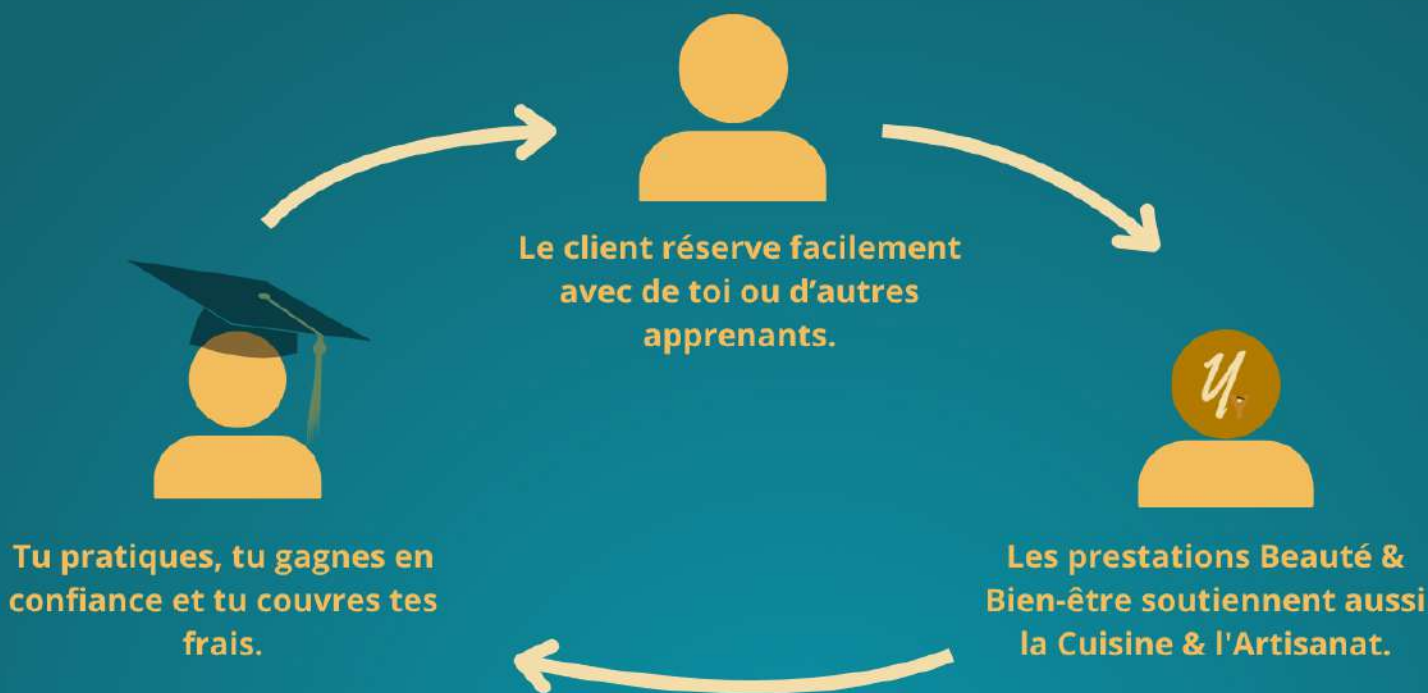 Le client réserve facilement
avec de toi ou d’autres
apprenants.
y
Tu pratiques, tu gagnes en
confiance et tu couvres tes
frais.
Les prestations Beauté &
Bien-être soutiennent aussi
la Cuisine & l'Artisanat.